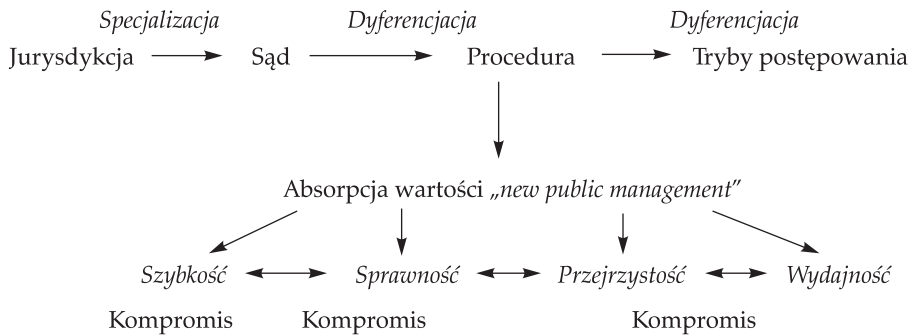 Specjalizacja Dyferencjacja Dyferencjacja
Jurysdykcja Sąd Procedura Tryby postępowania
Absorpcja wartości „new public management”
Szybkość Sprawność Przejrzystość Wydajność
Kompromis Kompromis Kompromis